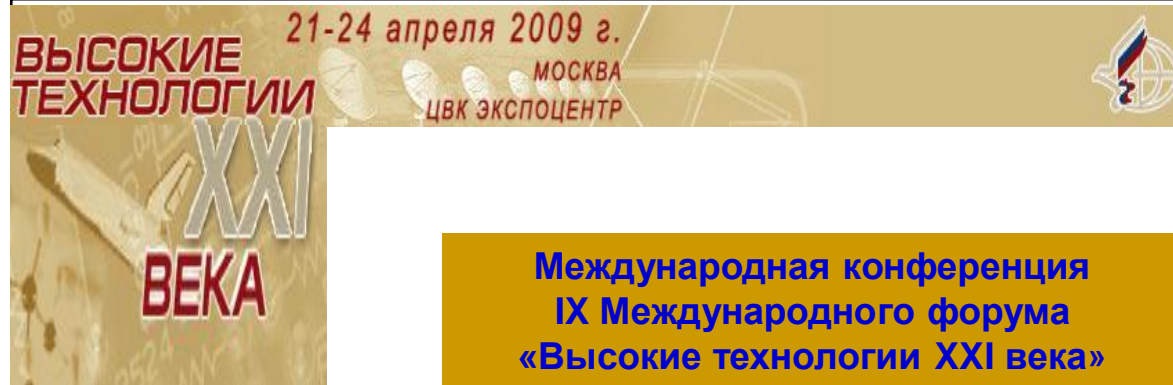 21-24 апреля 2009 г.
МОСКВА
ЦВК ЭКСПОЦЕНТР
ВЫСОКИЕ
ТЕХНОЛОГИИ
XXI
ВЕКА
Международная конференция
IX Международного форума
«Высокие технологии XXI века»